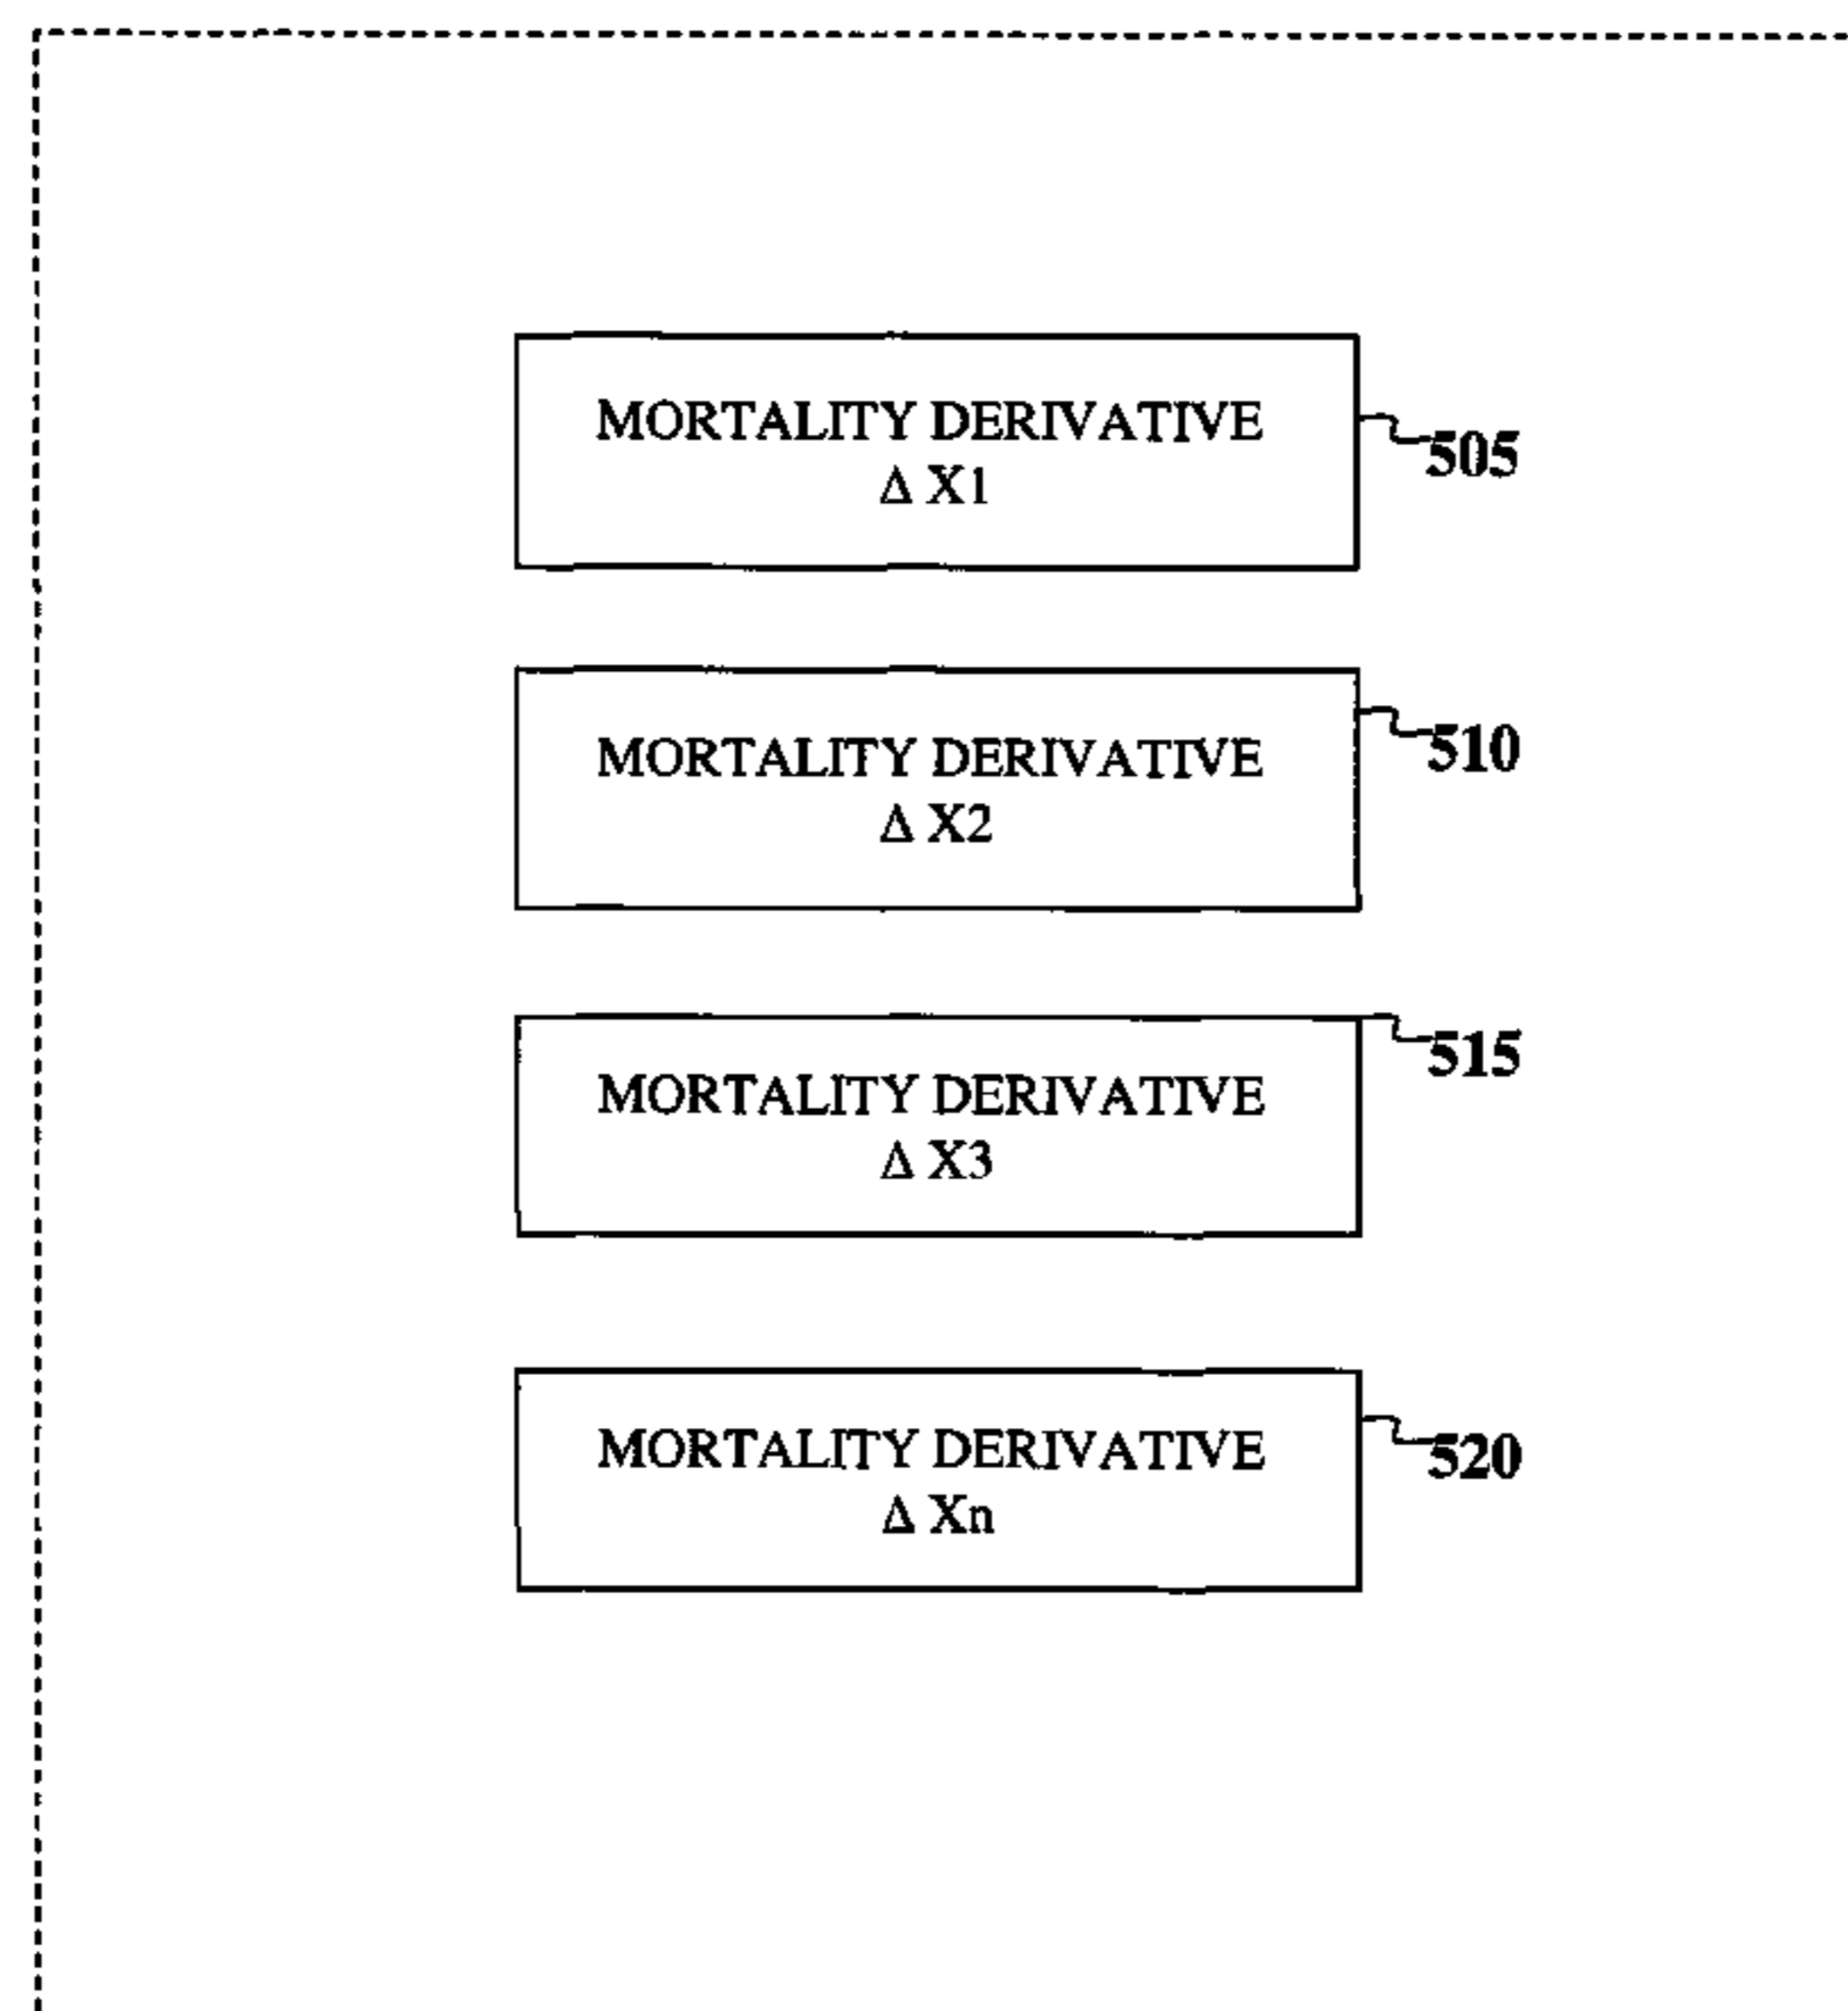 MORTALITY DERIVATIVE
Δ X1
505
MORTALITY DERIVATIVE
Δ X2
510
MORTALITY DERIVATIVE
Δ X3
515
MORTALITY DERIVATIVE
Δ Xn
520